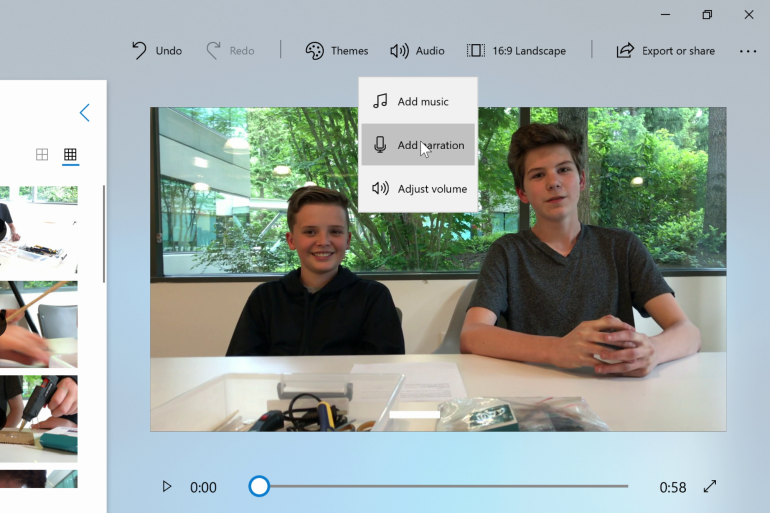 Undo
Redo
Themes
Audio
16:9 Landscape
Export or share
Add music
Add narration
Adjust volume
0:00
0:58